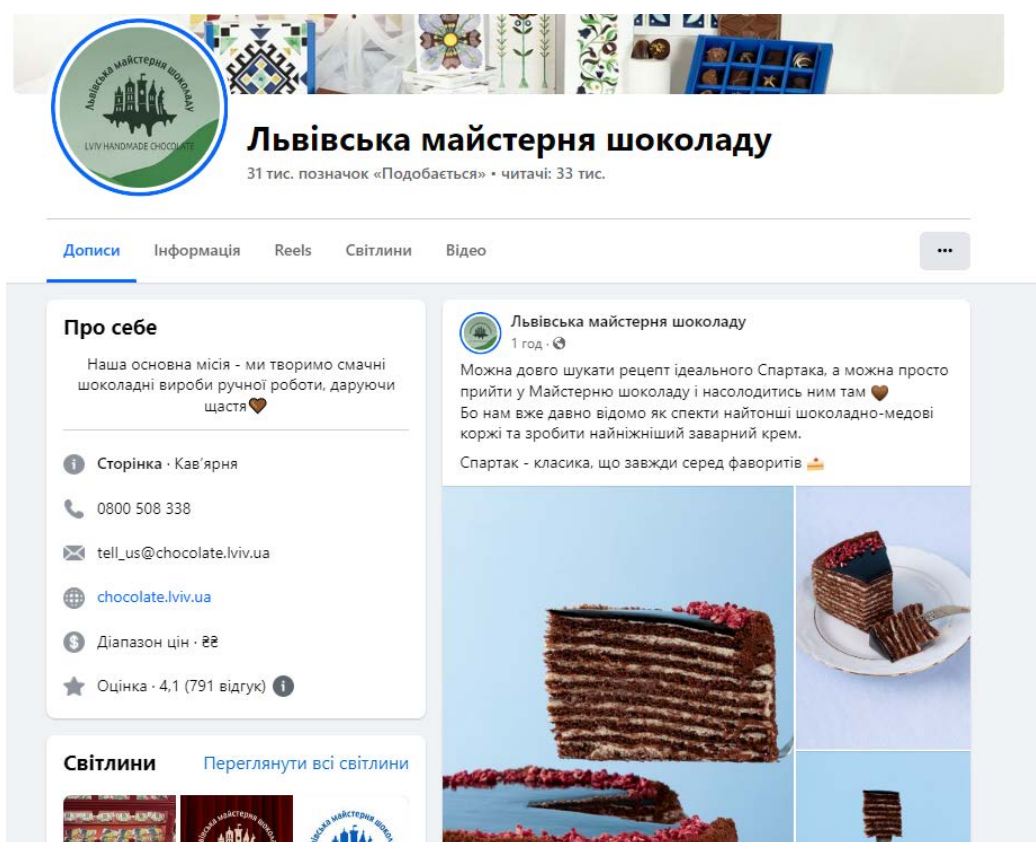 Львівська майстерня шоколаду
LVIV HANDMADE CHOCOLATE
Львівська майстерня шоколаду
31 тис. позначок «Подобається» • читачі: 33 тис.
Дописи
Інформація
Reels
Світлини
Відео
Про себе
Наша основна місія - ми творимо смачні
шоколадні вироби ручної роботи, даруючи
щастя🤎
Сторінка · Кав’ярня
0800 508 338
tell_us@chocolate.lviv.ua
chocolate.lviv.ua
Діапазон цін · ₴₴
Оцінка · 4,1 (791 відгук)
Світлини
Переглянути всі світлини
Львівська майстерня шоколаду
1 год ·
Можна довго шукати рецепт ідеального Спартака, а можна просто
прийти у Майстерню шоколаду і насолодитись ним там 🤎
Бо нам вже давно відомо як спекти найтонші шоколадно-медові
коржі та зробити найніжніший заварний крем.
Спартак - класика, що завжди серед фаворитів 🍰